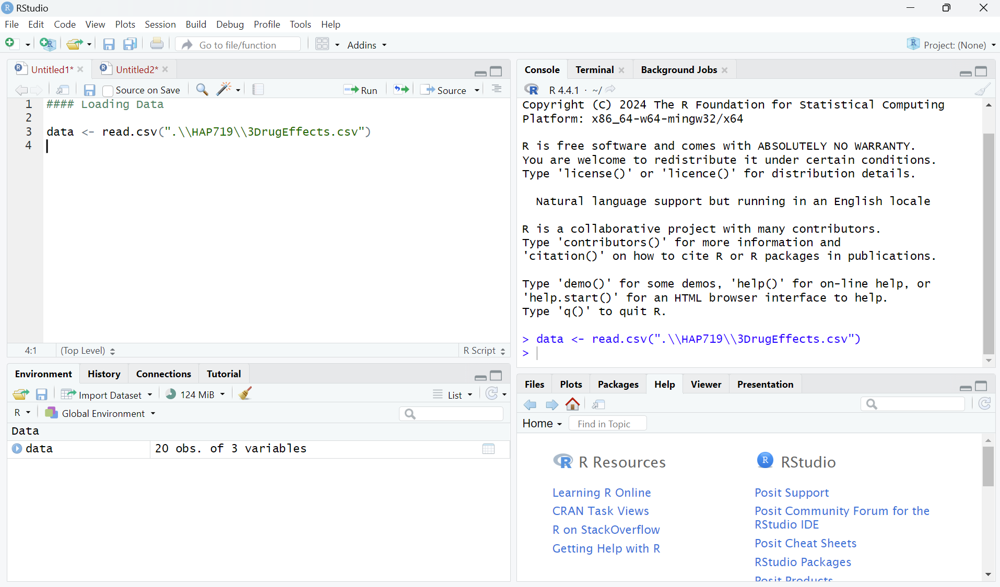 RStudio
File Edit Code View Plots Session Build Debug Profile Tools Help
Go to file/function Addins Project: (None)
Untitled1* Untitled2*
Source on Save Run Source
1 #### Loading Data
2
3 data <- read.csv(".\\HAP719\\3DrugEffects.csv")
4
4:1 (Top Level) R Script
Environment History Connections Tutorial
Import Dataset 124 MiB List
R Global Environment
Data
data 20 obs. of 3 variables
Console Terminal Background Jobs
R 4.4.1 · ~/
Copyright (C) 2024 The R Foundation for Statistical Computing
Platform: x86_64-w64-mingw32/x64
R is free software and comes with ABSOLUTELY NO WARRANTY.
You are welcome to redistribute it under certain conditions.
Type 'license()' or 'licence()' for distribution details.
Natural language support but running in an English locale
R is a collaborative project with many contributors.
Type 'contributors()' for more information and
'citation()' on how to cite R or R packages in publications.
Type 'demo()' for some demos, 'help()' for on-line help, or
'help.start()' for an HTML browser interface to help.
Type 'q()' to quit R.
> data <- read.csv(".\\HAP719\\3DrugEffects.csv")
>
Files Plots Packages Help Viewer Presentation
Home Find in Topic
R Resources
Learning R Online
CRAN Task Views
R on StackOverflow
Getting Help with R
RStudio
Posit Support
Posit Community Forum for the
RStudio IDE
Posit Cheat Sheets
RStudio Packages
Posit Products